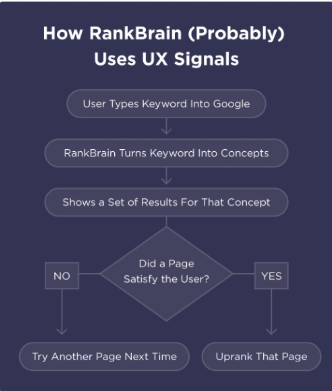 How RankBrain (Probably)
Uses UX Signals
User Types Keyword Into Google
RankBrain Turns Keyword Into Concepts
Shows a Set of Results For That Concept
Did a Page
Satisfy the User?
NO
YES
Try Another Page Next Time
Uprank That Page